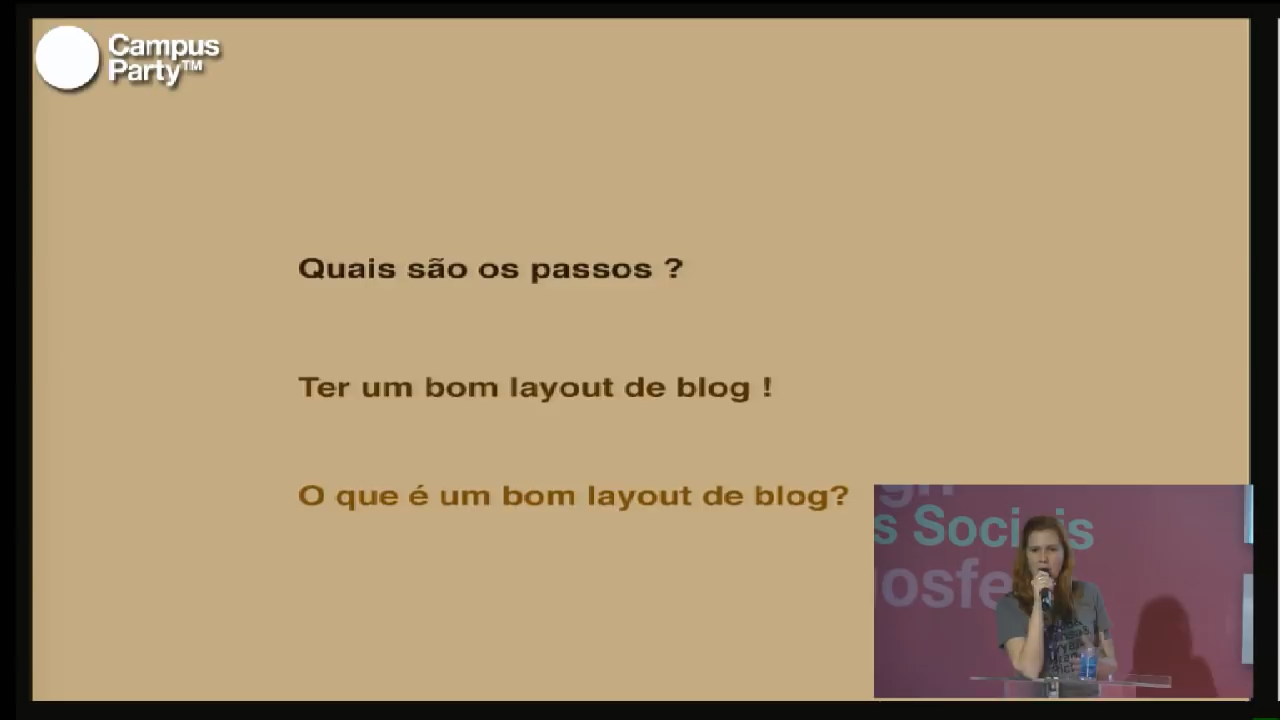 Campus
Party™
Quais são os passos ?
Ter um bom layout de blog !
O que é um bom layout de blog?
s Sociais